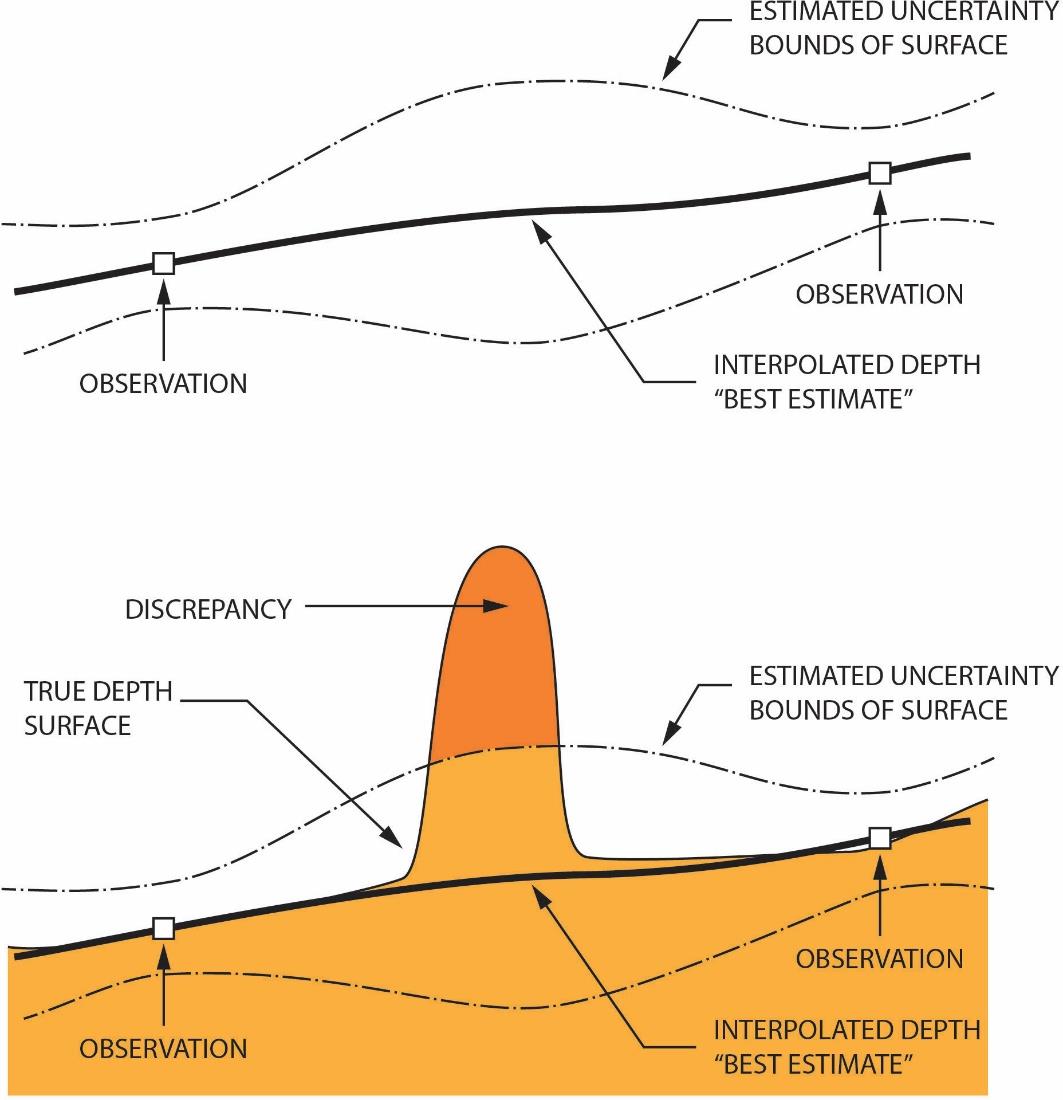 ESTIMATED UNCERTAINTY
BOUNDS OF SURFACE
OBSERVATION
INTERPOLATED DEPTH
“BEST ESTIMATE”
OBSERVATION
DISCREPANCY
TRUE DEPTH
SURFACE
ESTIMATED UNCERTAINTY
BOUNDS OF SURFACE
OBSERVATION
INTERPOLATED DEPTH
“BEST ESTIMATE”
OBSERVATION